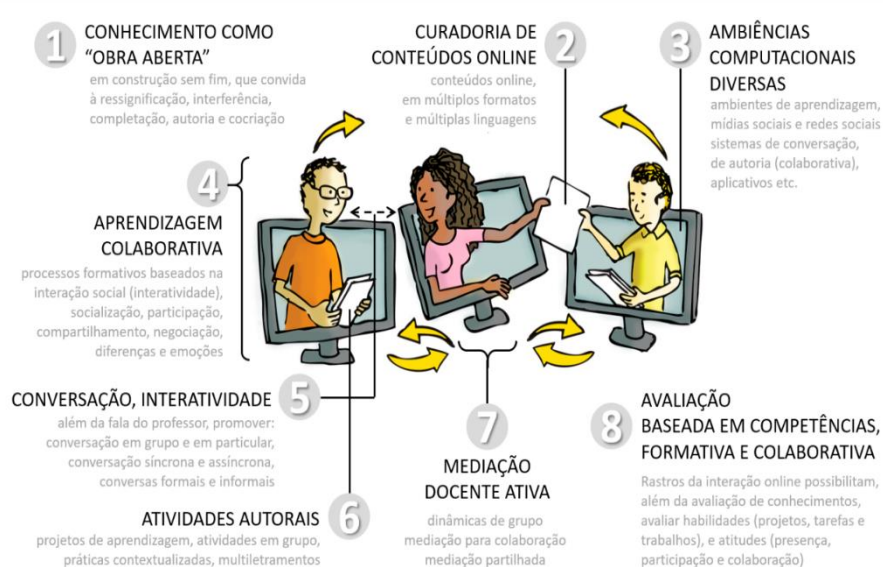 1
CONHECIMENTO COMO
“OBRA ABERTA”
em construção sem fim, que convida
à ressignificação, interferência,
completação, autoria e cocriação
CURADORIA DE
CONTEÚDOS ONLINE
2
conteúdos online,
em múltiplos formatos
e múltiplas linguagens
3
AMBIÊNCIAS
COMPUTACIONAIS
DIVERSAS
ambientes de aprendizagem,
mídias sociais e redes sociais
sistemas de conversação,
de autoria (colaborativa),
aplicativos etc.
4
APRENDIZAGEM
COLABORATIVA
processos formativos baseados na
interação social (interatividade),
socialização, participação,
compartilhamento, negociação,
diferenças e emoções
CONVERSAÇÃO, INTERATIVIDADE
5
além da fala do professor, promover:
conversação em grupo e em particular,
conversação síncrona e assíncrona,
conversas formais e informais
ATIVIDADES AUTORAIS
6
projetos de aprendizagem, atividades em grupo,
práticas contextualizadas, multiletramentos
7
MEDIAÇÃO
DOCENTE ATIVA
dinâmicas de grupo
mediação para colaboração
mediação partilhada
8
AVALIAÇÃO
BASEADA EM COMPETÊNCIAS,
FORMATIVA E COLABORATIVA
Rastros da interação online possibilitam,
além da avaliação de conhecimentos,
avaliar habilidades (projetos, tarefas e
trabalhos), e atitudes (presença,
participação e colaboração)